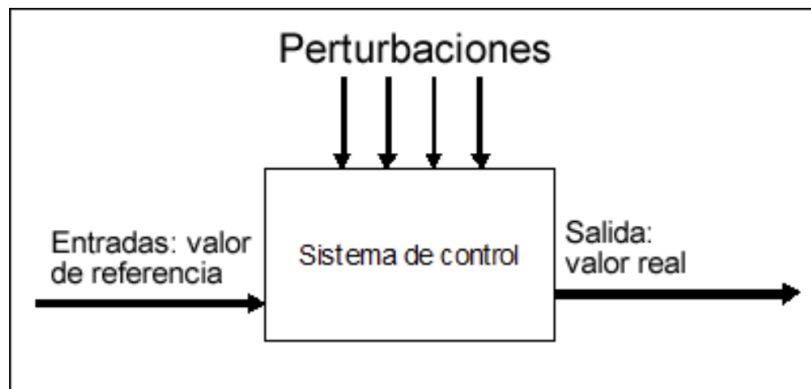 Perturbaciones
Entradas: valor
de referencia
Sistema de control
Salida:
valor real